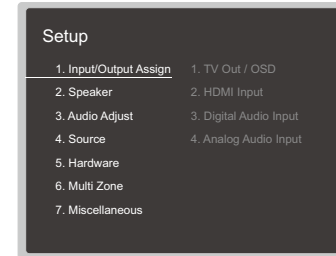 Setup
1. Input/Output Assign
2. Speaker
3. Audio Adjust
4. Source
5. Hardware
6. Multi Zone
7. Miscellaneous
1. TV Out / OSD
2. HDMI Input
3. Digital Audio Input
4. Analog Audio Input